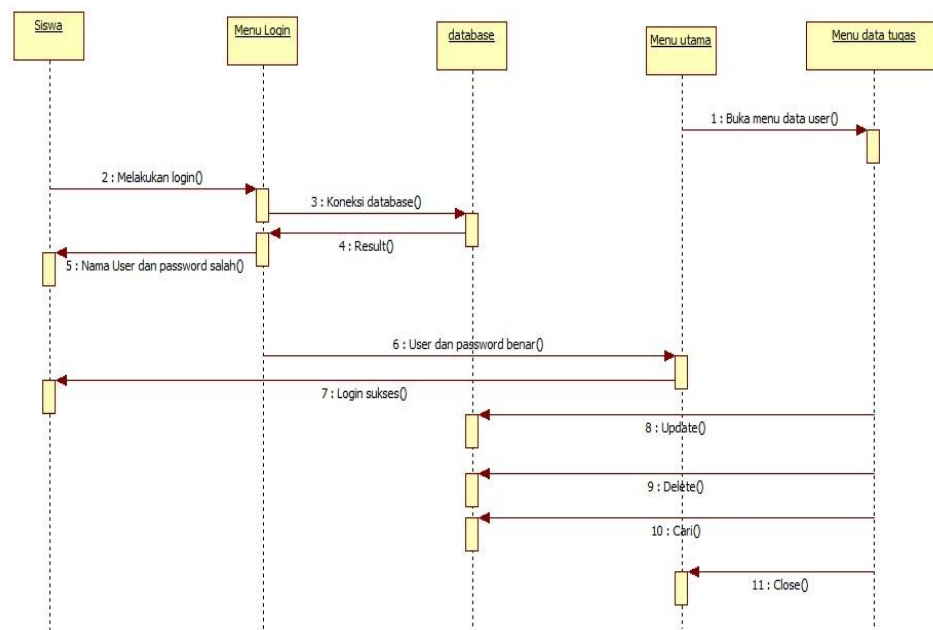 Siswa
Menu Login
database
Menu utama
Menu data tugas
1 : Buka menu data user()
2 : Melakukan login()
3 : Koneksi database()
4 : Result()
5 : Nama User dan password salah()
6 : User dan password benar()
7 : Login sukses()
8 : Update()
9 : Delete()
10 : Cari()
11 : Close()